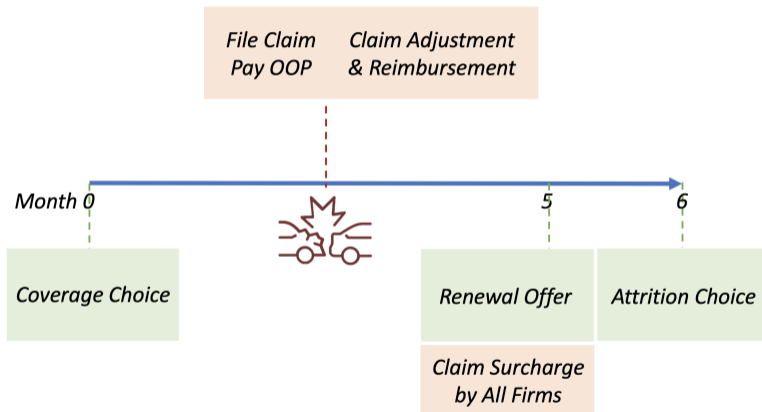 File Claim
Pay OOP
Claim Adjustment
& Reimbursement
Month 0
5
6
Coverage Choice
Renewal Offer
Attrition Choice
Claim Surcharge
by All Firms